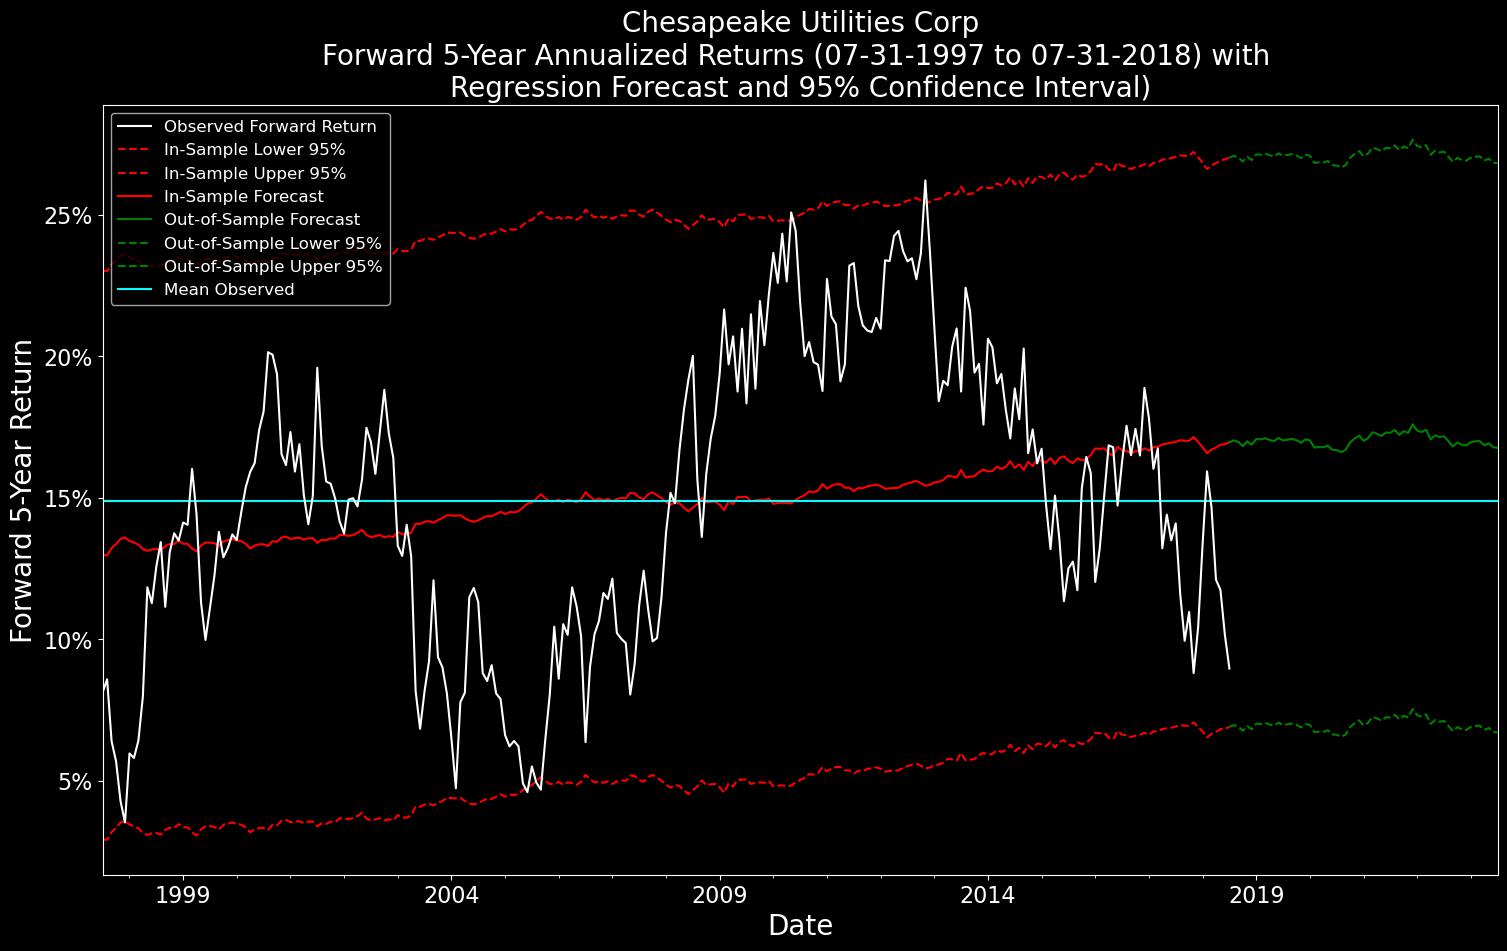 Chesapeake Utilities Corp
Forward 5-Year Annualized Returns (07-31-1997 to 07-31-2018) with
Regression Forecast and 95% Confidence Interval)
Observed Forward Return
In-Sample Lower 95%
In-Sample Upper 95%
In-Sample Forecast
Out-of-Sample Forecast
Out-of-Sample Lower 95%
Out-of-Sample Upper 95%
Mean Observed
Forward 5-Year Return
25%
20%
15%
10%
5%
1999 2004 2009 2014 2019
Date